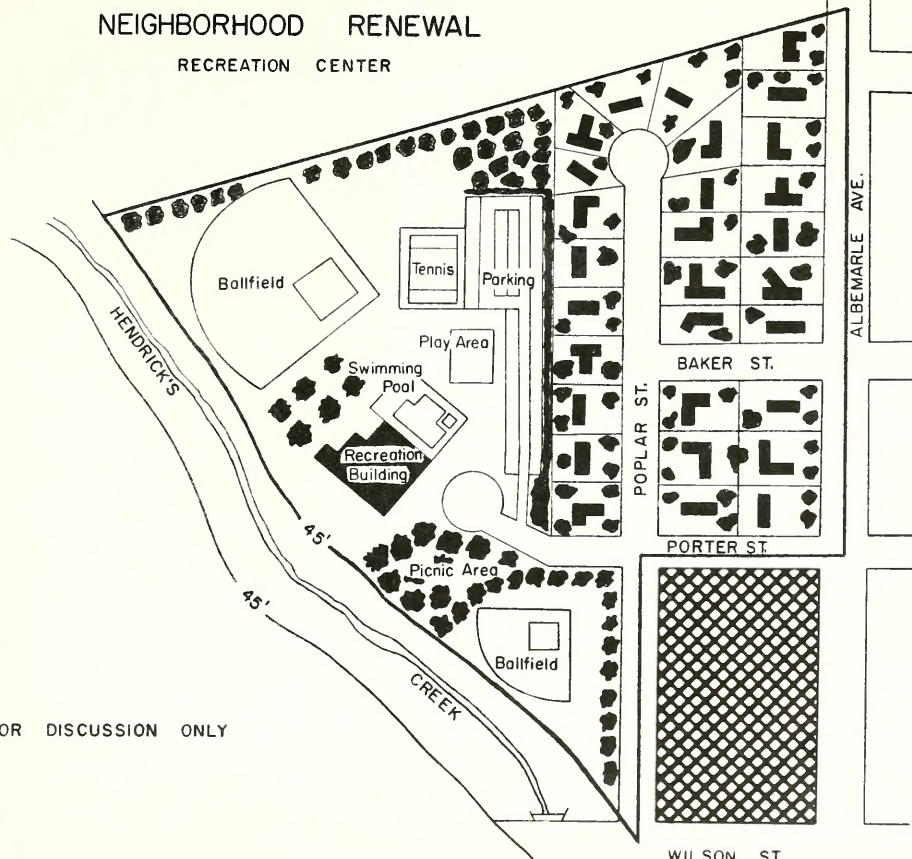 NEIGHBORHOOD RENEWAL
RECREATION CENTER
ALBEMARLE AVE.
Ballfield
Tennis
Parking
HENDRICK'S
Play Area
Swimming
Pool
BAKER ST.
POPLAR ST.
Recreation
Building
45'
PORTER ST.
Picnic Area
45'
Ballfield
CREEK
OR DISCUSSION ONLY
WILSON ST.